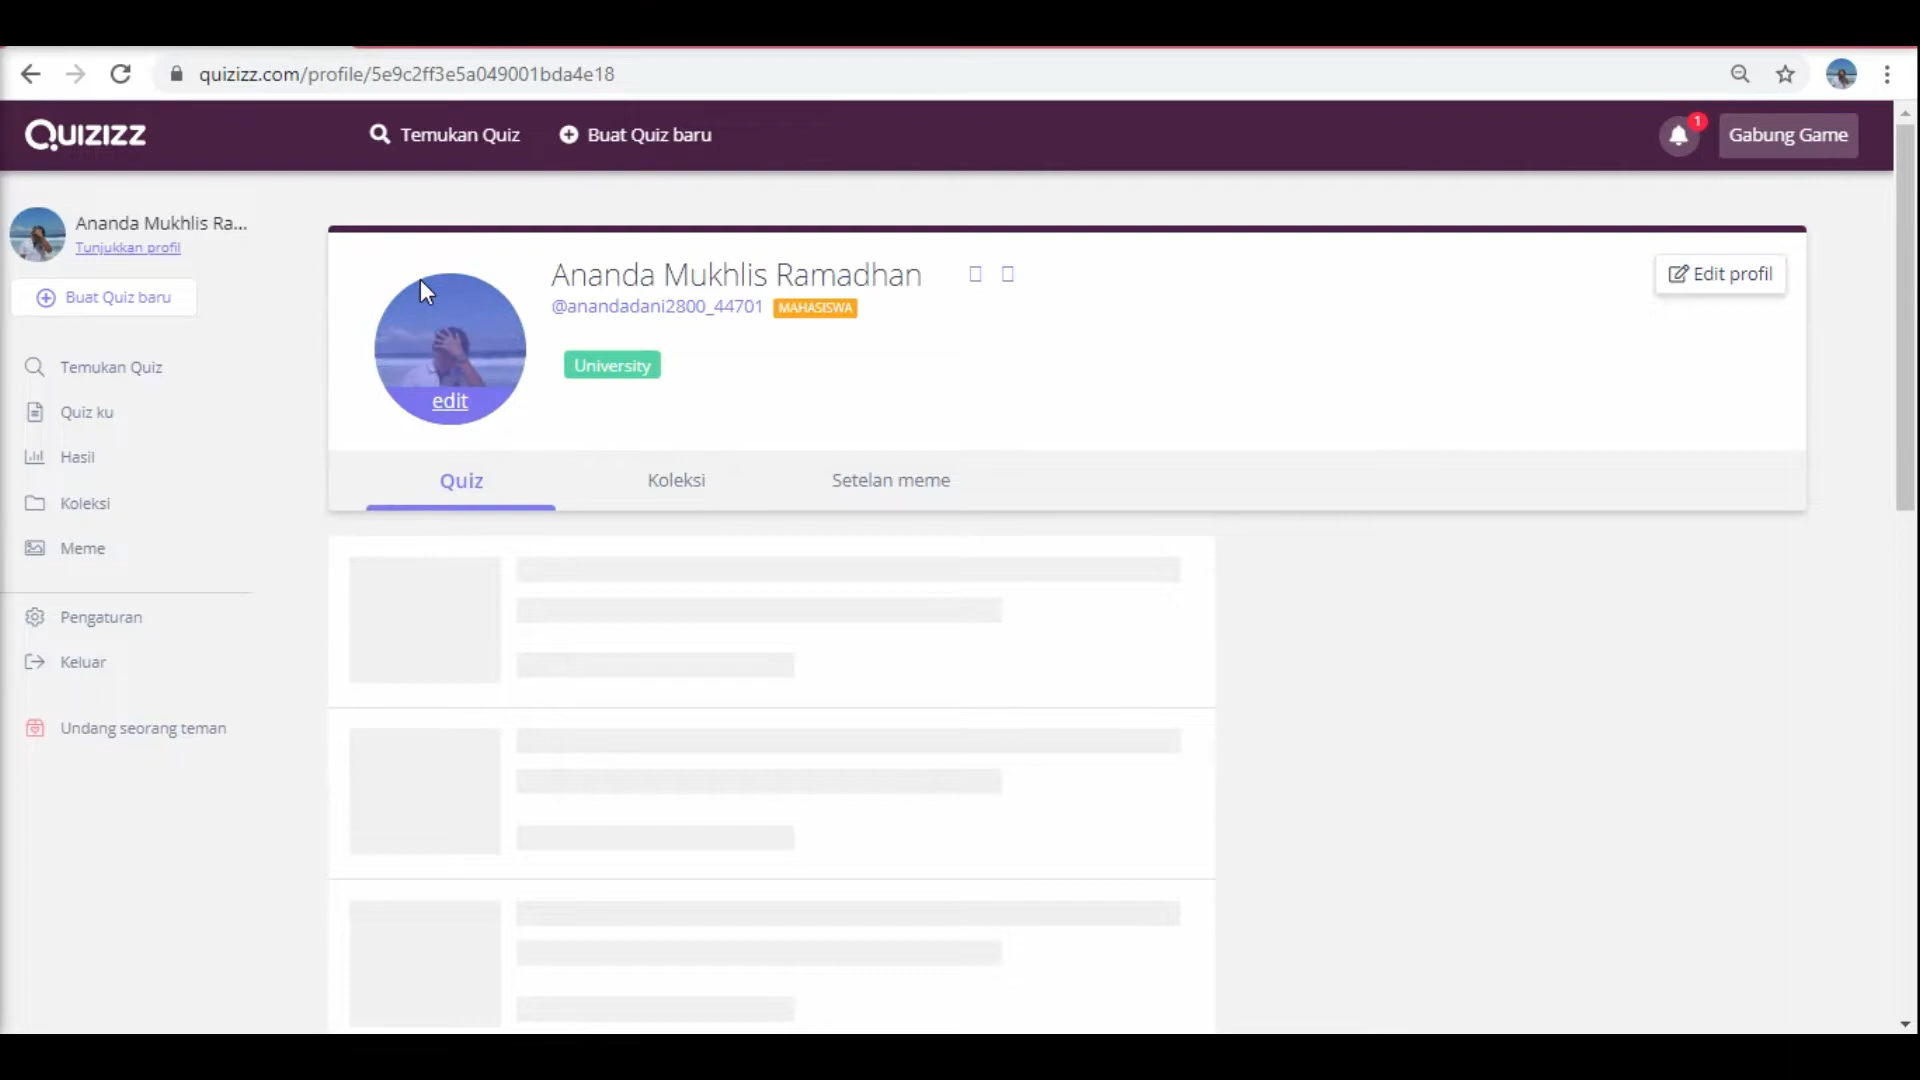 quizizz.com/profile/5e9c2ff3e5a049001bda4e18
QUIZIZZ
Temukan Quiz
Buat Quiz baru
1
Gabung Game
Ananda Mukhlis Ra...
Tunjukkan profil
Buat Quiz baru
Temukan Quiz
Quiz ku
Hasil
Koleksi
Meme
Pengaturan
Keluar
Undang seorang teman
Ananda Mukhlis Ramadhan
@anandadani2800_44701 MAHASISWA
University
edit
Edit profil
Quiz
Koleksi
Setelan meme